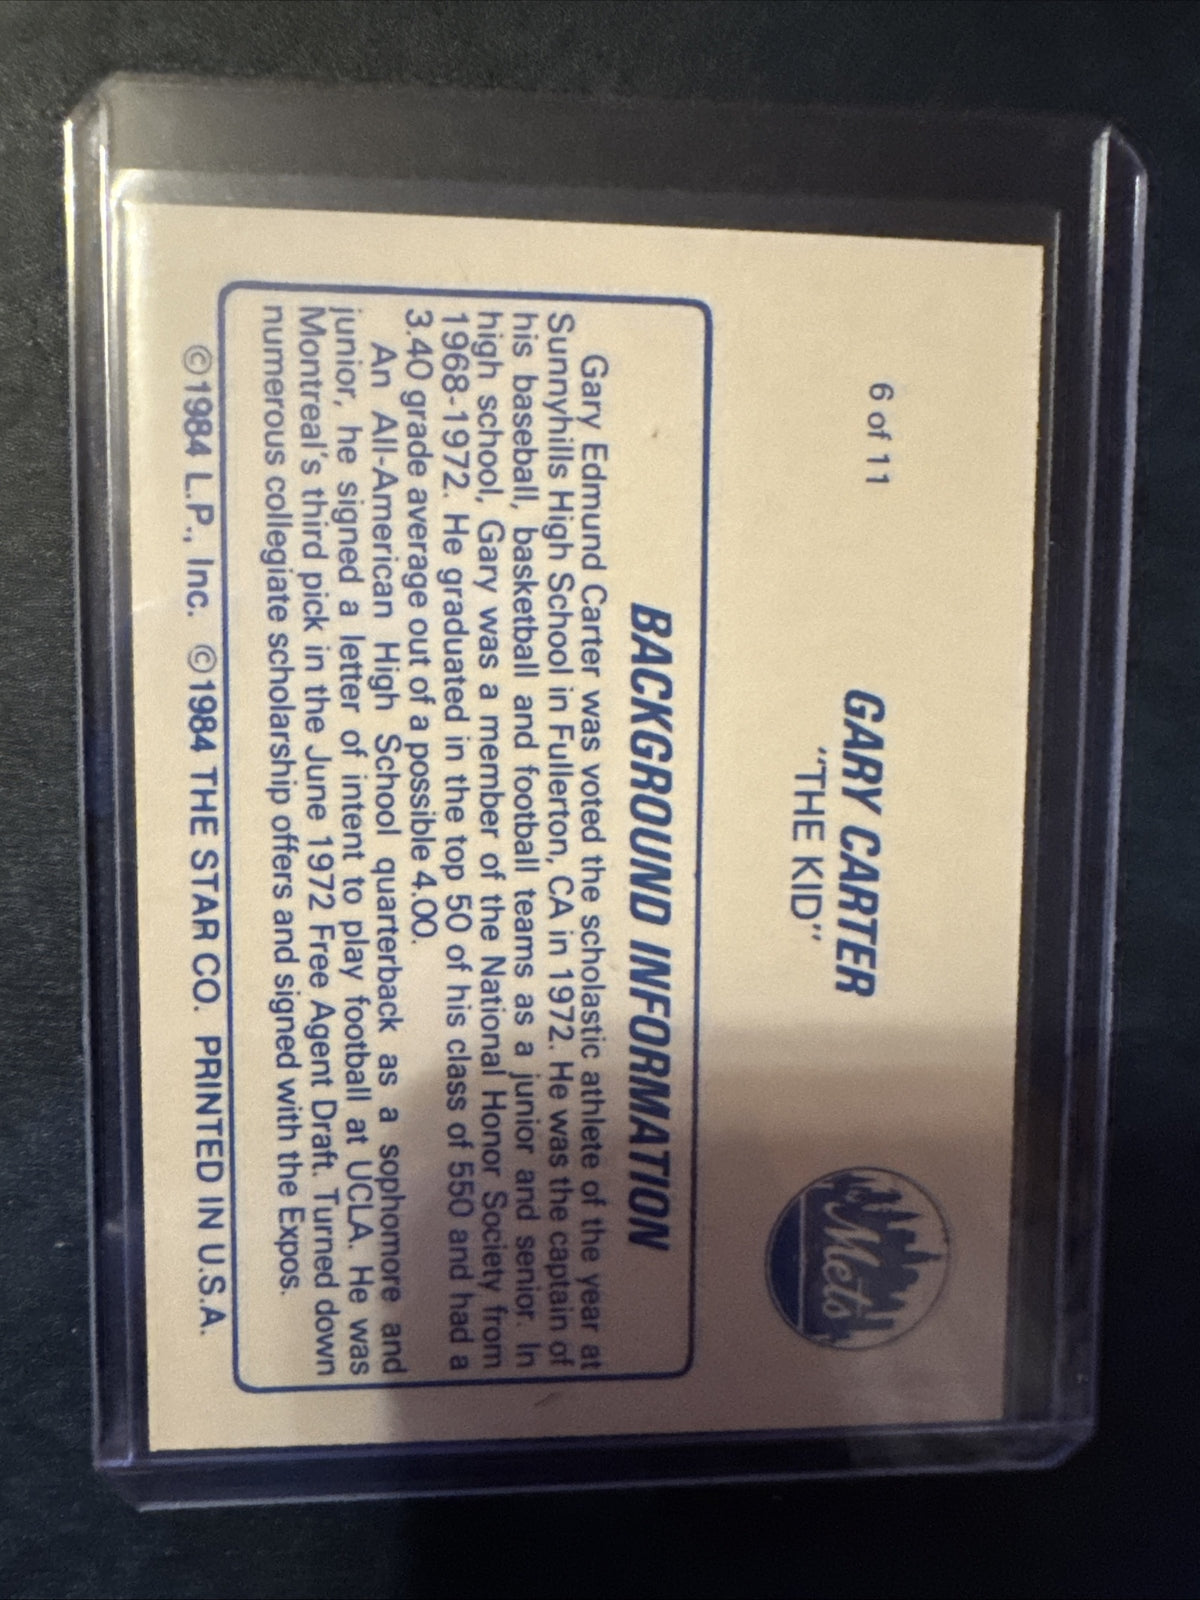 6 of 11
GARY CARTER
"THE KID"
Mets
BACKGROUND INFORMATION
Gary Edmund Carter was voted the scholastic athlete of the year at
Sunnyhills High School in Fullerton, CA in 1972. He was the captain of
his baseball, basketball and football teams as a junior and senior. In
high school, Gary was a member of the National Honor Society from
1968-1972. He graduated in the top 50 of his class of 550 and had a
3.40 grade average out of a possible 4.00.
An All-American High School quarterback as a sophomore and
junior, he signed a letter of intent to play football at UCLA. He was
Montreal's third pick in the June 1972 Free Agent Draft. Turned down
numerous collegiate scholarship offers and signed with the Expos.
©1984 L.P., Inc. ©1984 THE STAR CO. PRINTED IN U.S.A.